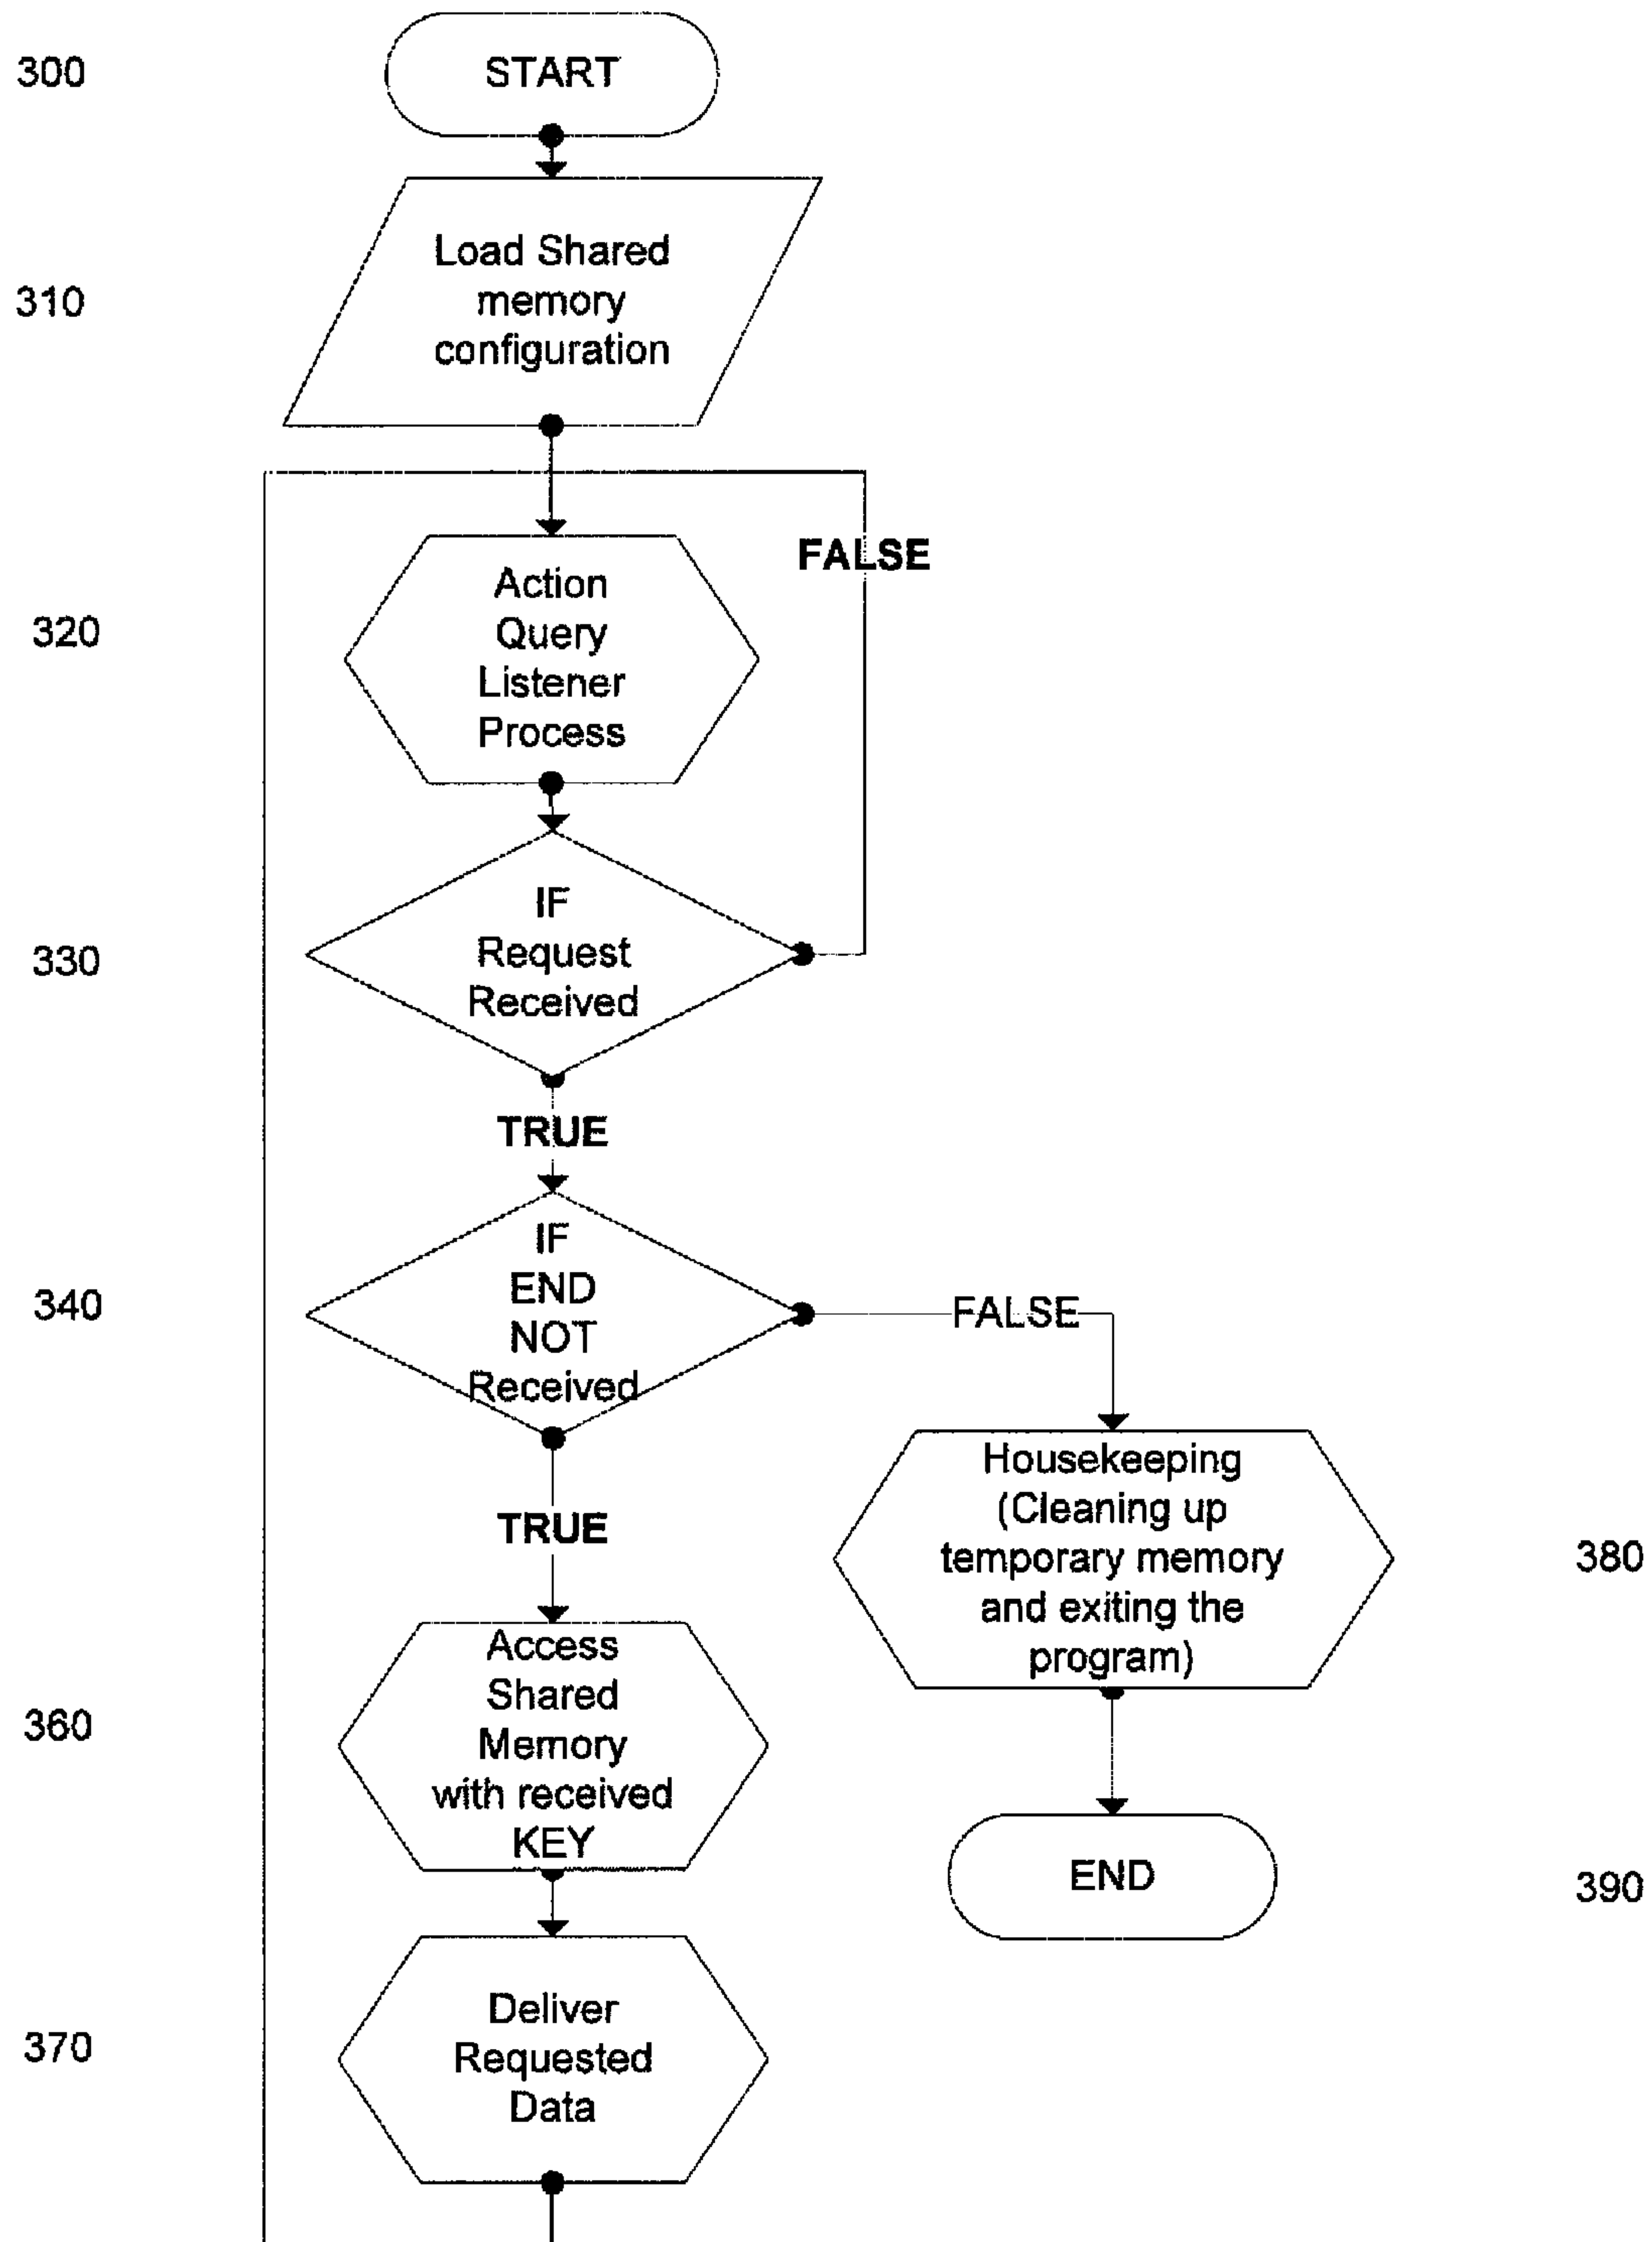 300
START
310
Load Shared
memory
configuration
FALSE
320
Action
Query
Listener
Process
330
IF
Request
Received
TRUE
340
IF
END
NOT
Received
FALSE
TRUE
Housekeeping
(Cleaning up
temporary memory
and exiting the
program)
380
360
Access
Shared
Memory
with received
KEY
END
390
370
Deliver
Requested
Data